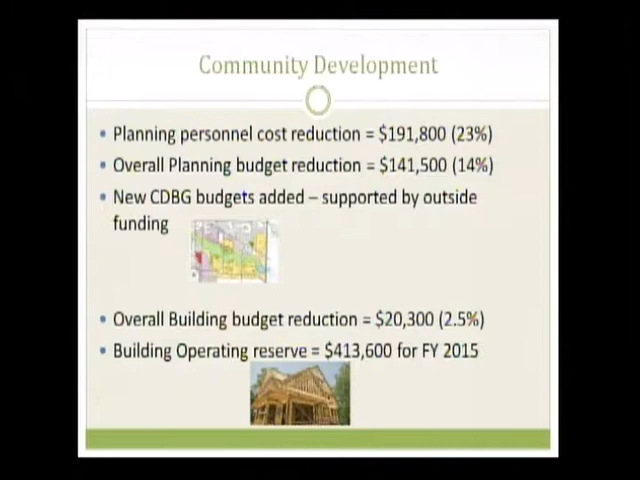 Community Development
• Planning personnel cost reduction = $191,800 (23%)
• Overall Planning budget reduction = $141,500 (14%)
• New CDBG budgets added – supported by outside
funding
• Overall Building budget reduction = $20,300 (2.5%)
• Building Operating reserve = $413,600 for FY 2015